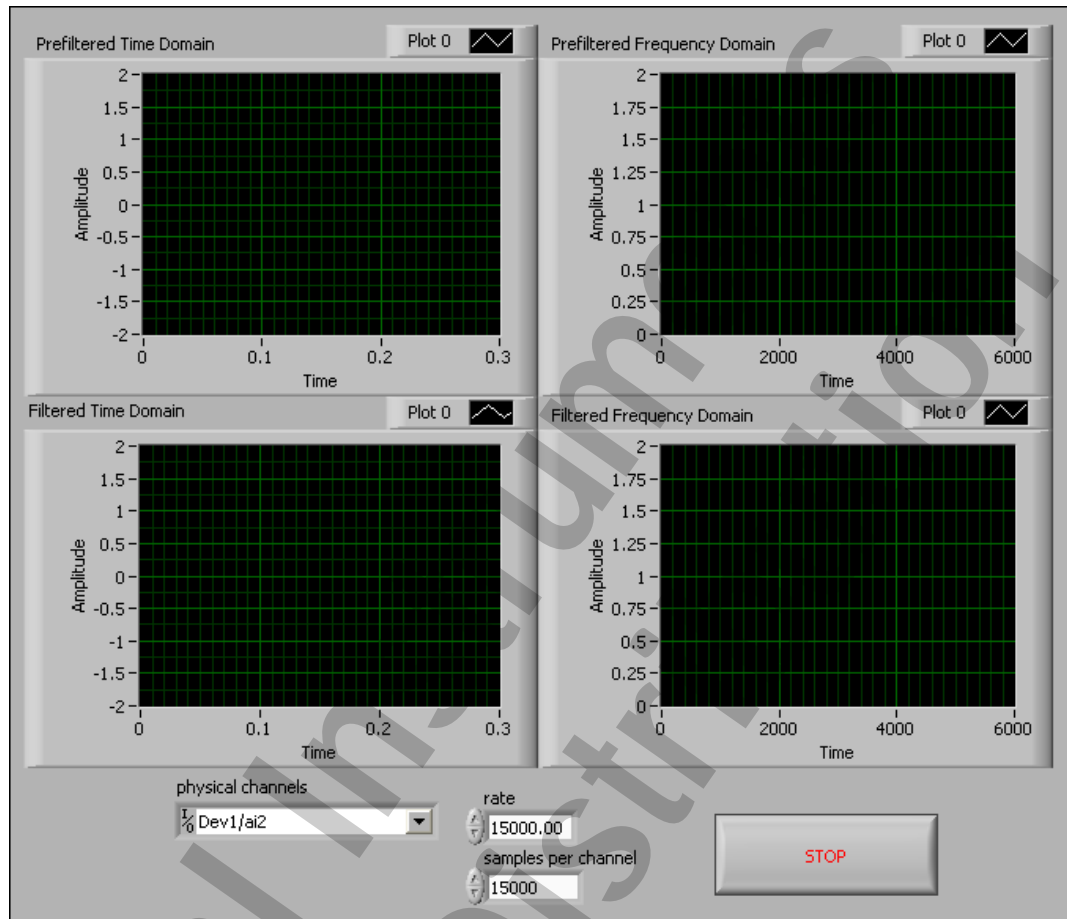 Prefiltered Time Domain
Plot 0
2
1.5
1
0.5
0
-0.5
-1
-1.5
-2
Amplitude
0 0.1 0.2 0.3
Time
Prefiltered Frequency Domain
Plot 0
2
1.75
1.5
1.25
1
0.75
0.5
0.25
0
Amplitude
0 2000 4000 6000
Time
Filtered Time Domain
Plot 0
2
1.5
1
0.5
0
-0.5
-1
-1.5
-2
Amplitude
0 0.1 0.2 0.3
Time
Filtered Frequency Domain
Plot 0
2
1.75
1.5
1.25
1
0.75
0.5
0.25
0
Amplitude
0 2000 4000 6000
Time
physical channels
I/O Dev1/ai2
rate
15000.00
samples per channel
15000
STOP